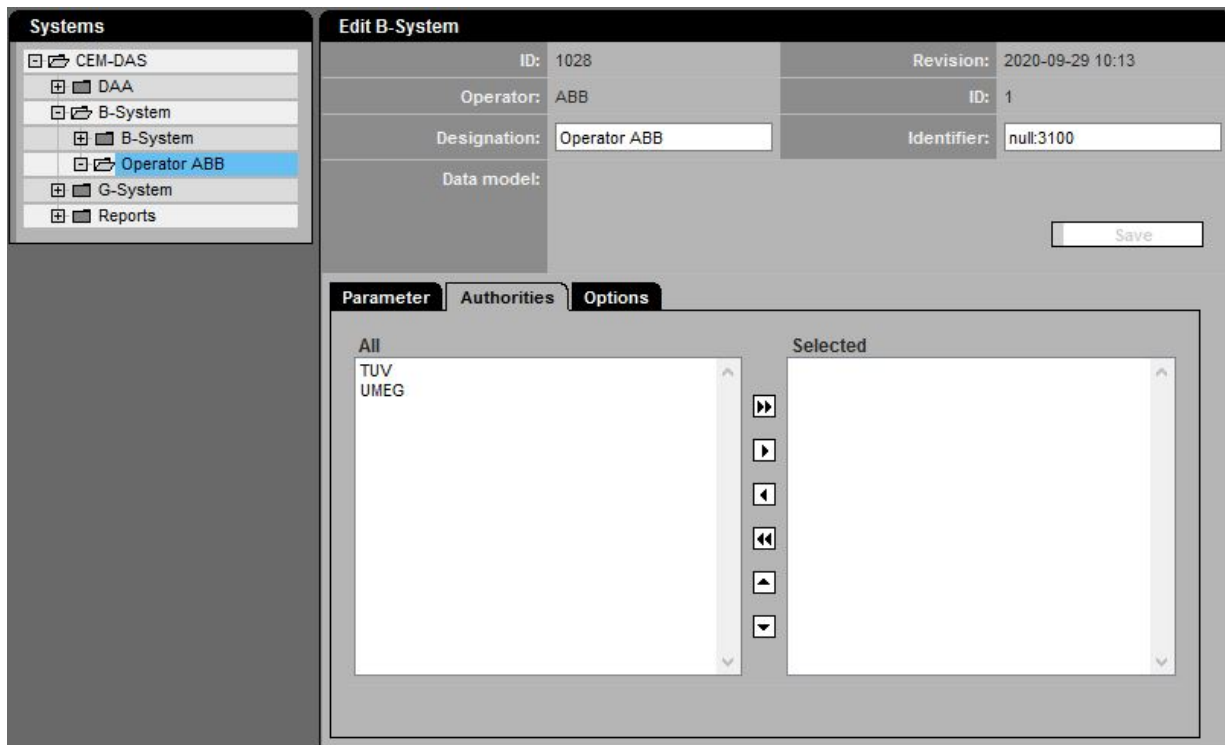 Systems
CEM-DAS
DAA
B-System
B-System
Operator ABB
G-System
Reports
Edit B-System
ID: 1028 Revision: 2020-09-29 10:13
Operator: ABB ID: 1
Designation: Operator ABB Identifier: null:3100
Data model:
Save
Parameter Authorities Options
All Selected
TUV
UMEG